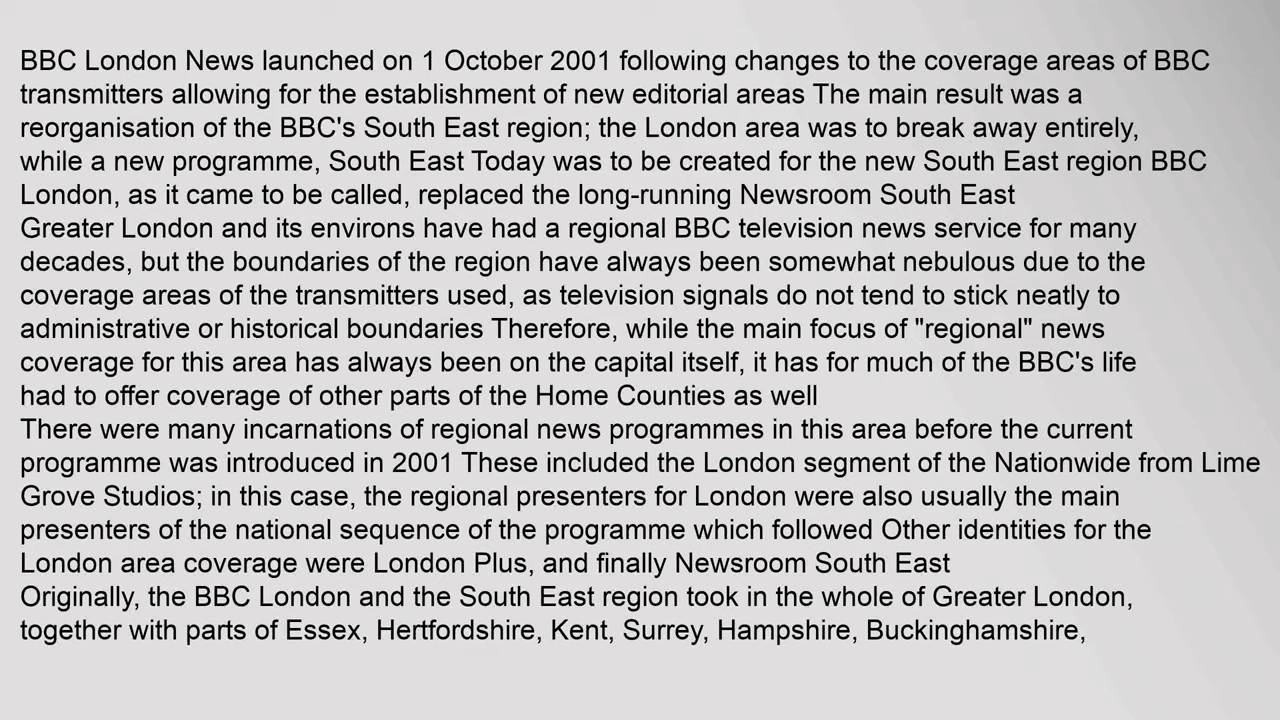 BBC London News launched on 1 October 2001 following changes to the coverage areas of BBC
transmitters allowing for the establishment of new editorial areas The main result was a
reorganisation of the BBC's South East region; the London area was to break away entirely,
while a new programme, South East Today was to be created for the new South East region BBC
London, as it came to be called, replaced the long-running Newsroom South East
Greater London and its environs have had a regional BBC television news service for many
decades, but the boundaries of the region have always been somewhat nebulous due to the
coverage areas of the transmitters used, as television signals do not tend to stick neatly to
administrative or historical boundaries Therefore, while the main focus of "regional" news
coverage for this area has always been on the capital itself, it has for much of the BBC's life
had to offer coverage of other parts of the Home Counties as well
There were many incarnations of regional news programmes in this area before the current
programme was introduced in 2001 These included the London segment of the Nationwide from Lime
Grove Studios; in this case, the regional presenters for London were also usually the main
presenters of the national sequence of the programme which followed Other identities for the
London area coverage were London Plus, and finally Newsroom South East
Originally, the BBC London and the South East region took in the whole of Greater London,
together with parts of Essex, Hertfordshire, Kent, Surrey, Hampshire, Buckinghamshire,